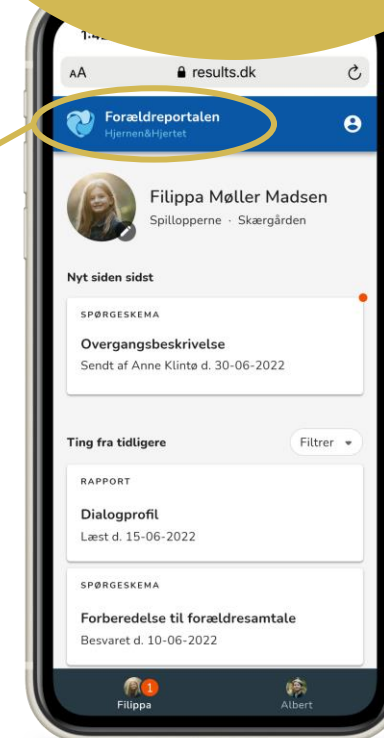 AA
results.dk
Forældreportalen
Hjernen&Hjertet
Filippa Møller Madsen
Spillopperne · Skærgården
Nyt siden sidst
SPØRGESKEMA
Overgangsbeskrivelse
Sendt af Anne Klintø d. 30-06-2022
Ting fra tidligere
Filtrer
RAPPORT
Dialogprofil
Læst d. 15-06-2022
SPØRGESKEMA
Forberedelse til forældresamtale
Besvaret d. 10-06-2022
1
Filippa
Albert